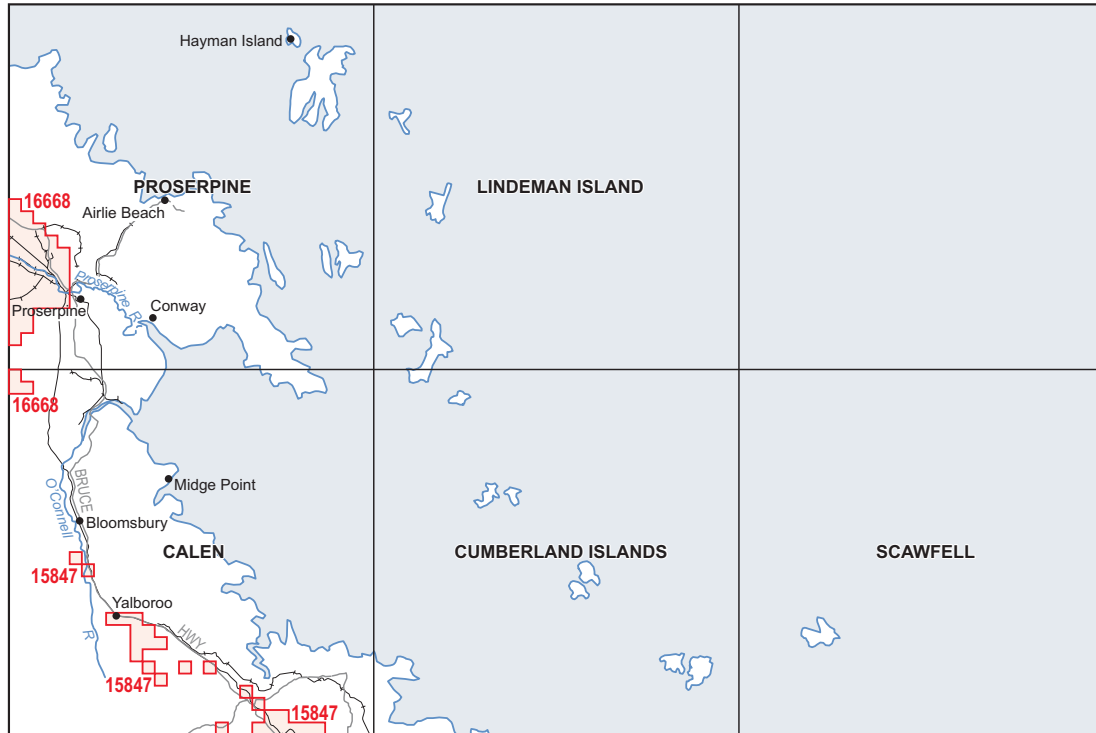 Hayman Island
PROSERPINE
LINDEMAN ISLAND
16668
Airlie Beach
Proserpine R
Proserpine
Conway
16668
BRUCE
O'Connell
Midge Point
Bloomsbury
CALEN
CUMBERLAND ISLANDS
SCAWFELL
15847
Yalboroo
R
HWY
15847
15847